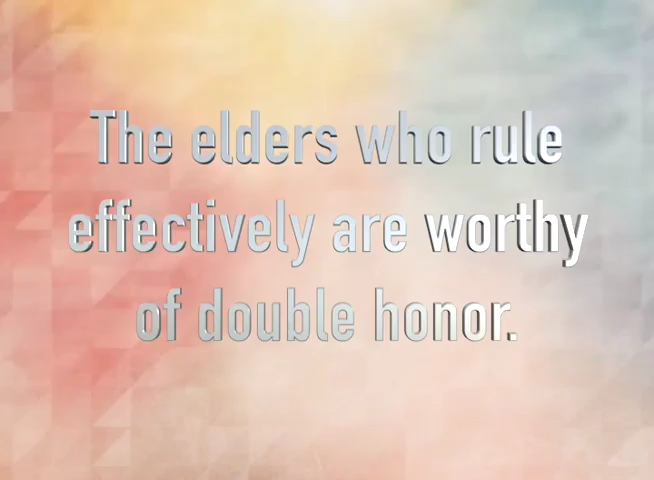 The elders who rule
effectively are worthy
of double honor.